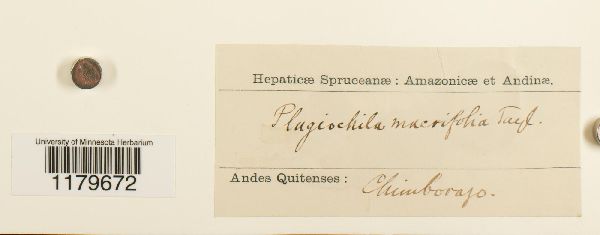 Hepaticæ Spruceanæ: Amazonicæ et Andinæ.
Plagiochila macrifolia Tayl.
Andes Quitenses: Chimborazo.
University of Minnesota Herbarium
1179672